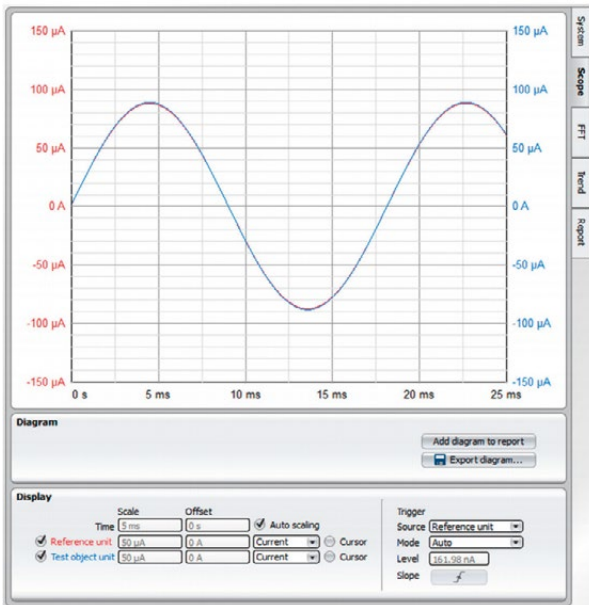 150 µA 150 µA
System
100 µA 100 µA
Scope
50 µA 50 µA
FFT
0 A 0 A
Trend
-50 µA -50 µA
Report
-100 µA -100 µA
-150 µA -150 µA
0 s 5 ms 10 ms 15 ms 20 ms 25 ms
Diagram
Add diagram to report
Export diagram...
Display
Scale Offset
Time 5 ms 0 s Auto scaling
Reference unit 50 µA 0 A Current Cursor
Test object unit 50 µA 0 A Current Cursor
Trigger
Source Reference unit
Mode Auto
Level 161.98 nA
Slope